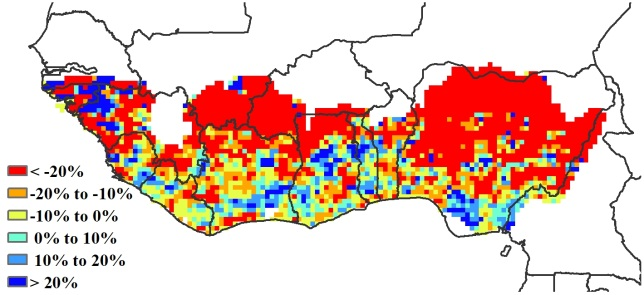 < -20%
-20% to -10%
-10% to 0%
0% to 10%
10% to 20%
> 20%